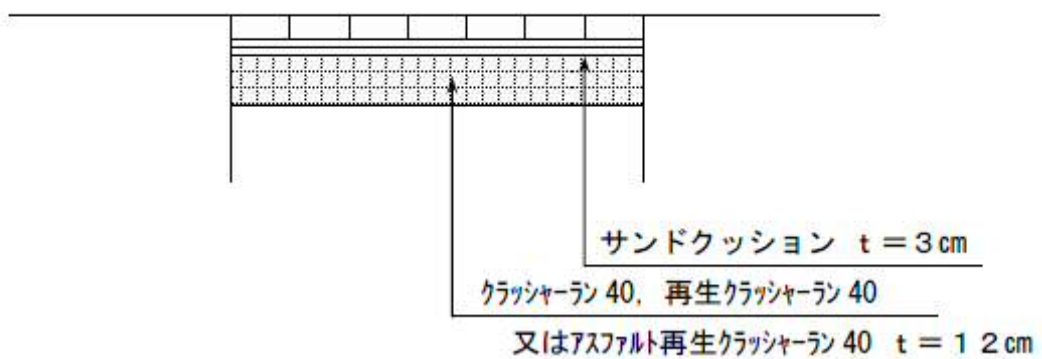 サンドクッション ｔ＝3㎝
ｸﾗｯｼｬｰﾗﾝ 40，再生ｸﾗｯｼｬｰﾗﾝ 40
又はｱｽﾌｧﾙﾄ再生ｸﾗｯｼｬｰﾗﾝ 40 ｔ＝１２㎝